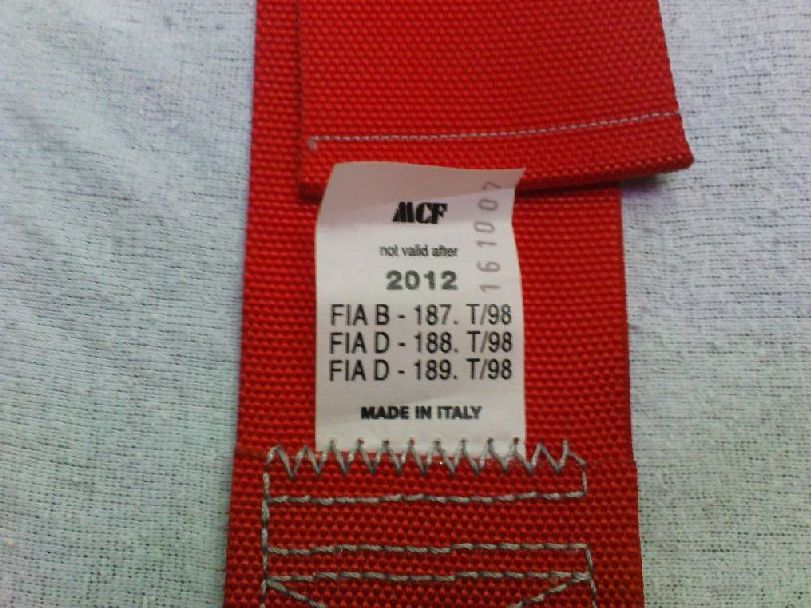 MCF
not valid after
2012
FIA B - 187. T/98
FIA D - 188. T/98
FIA D - 189. T/98
MADE IN ITALY
161007